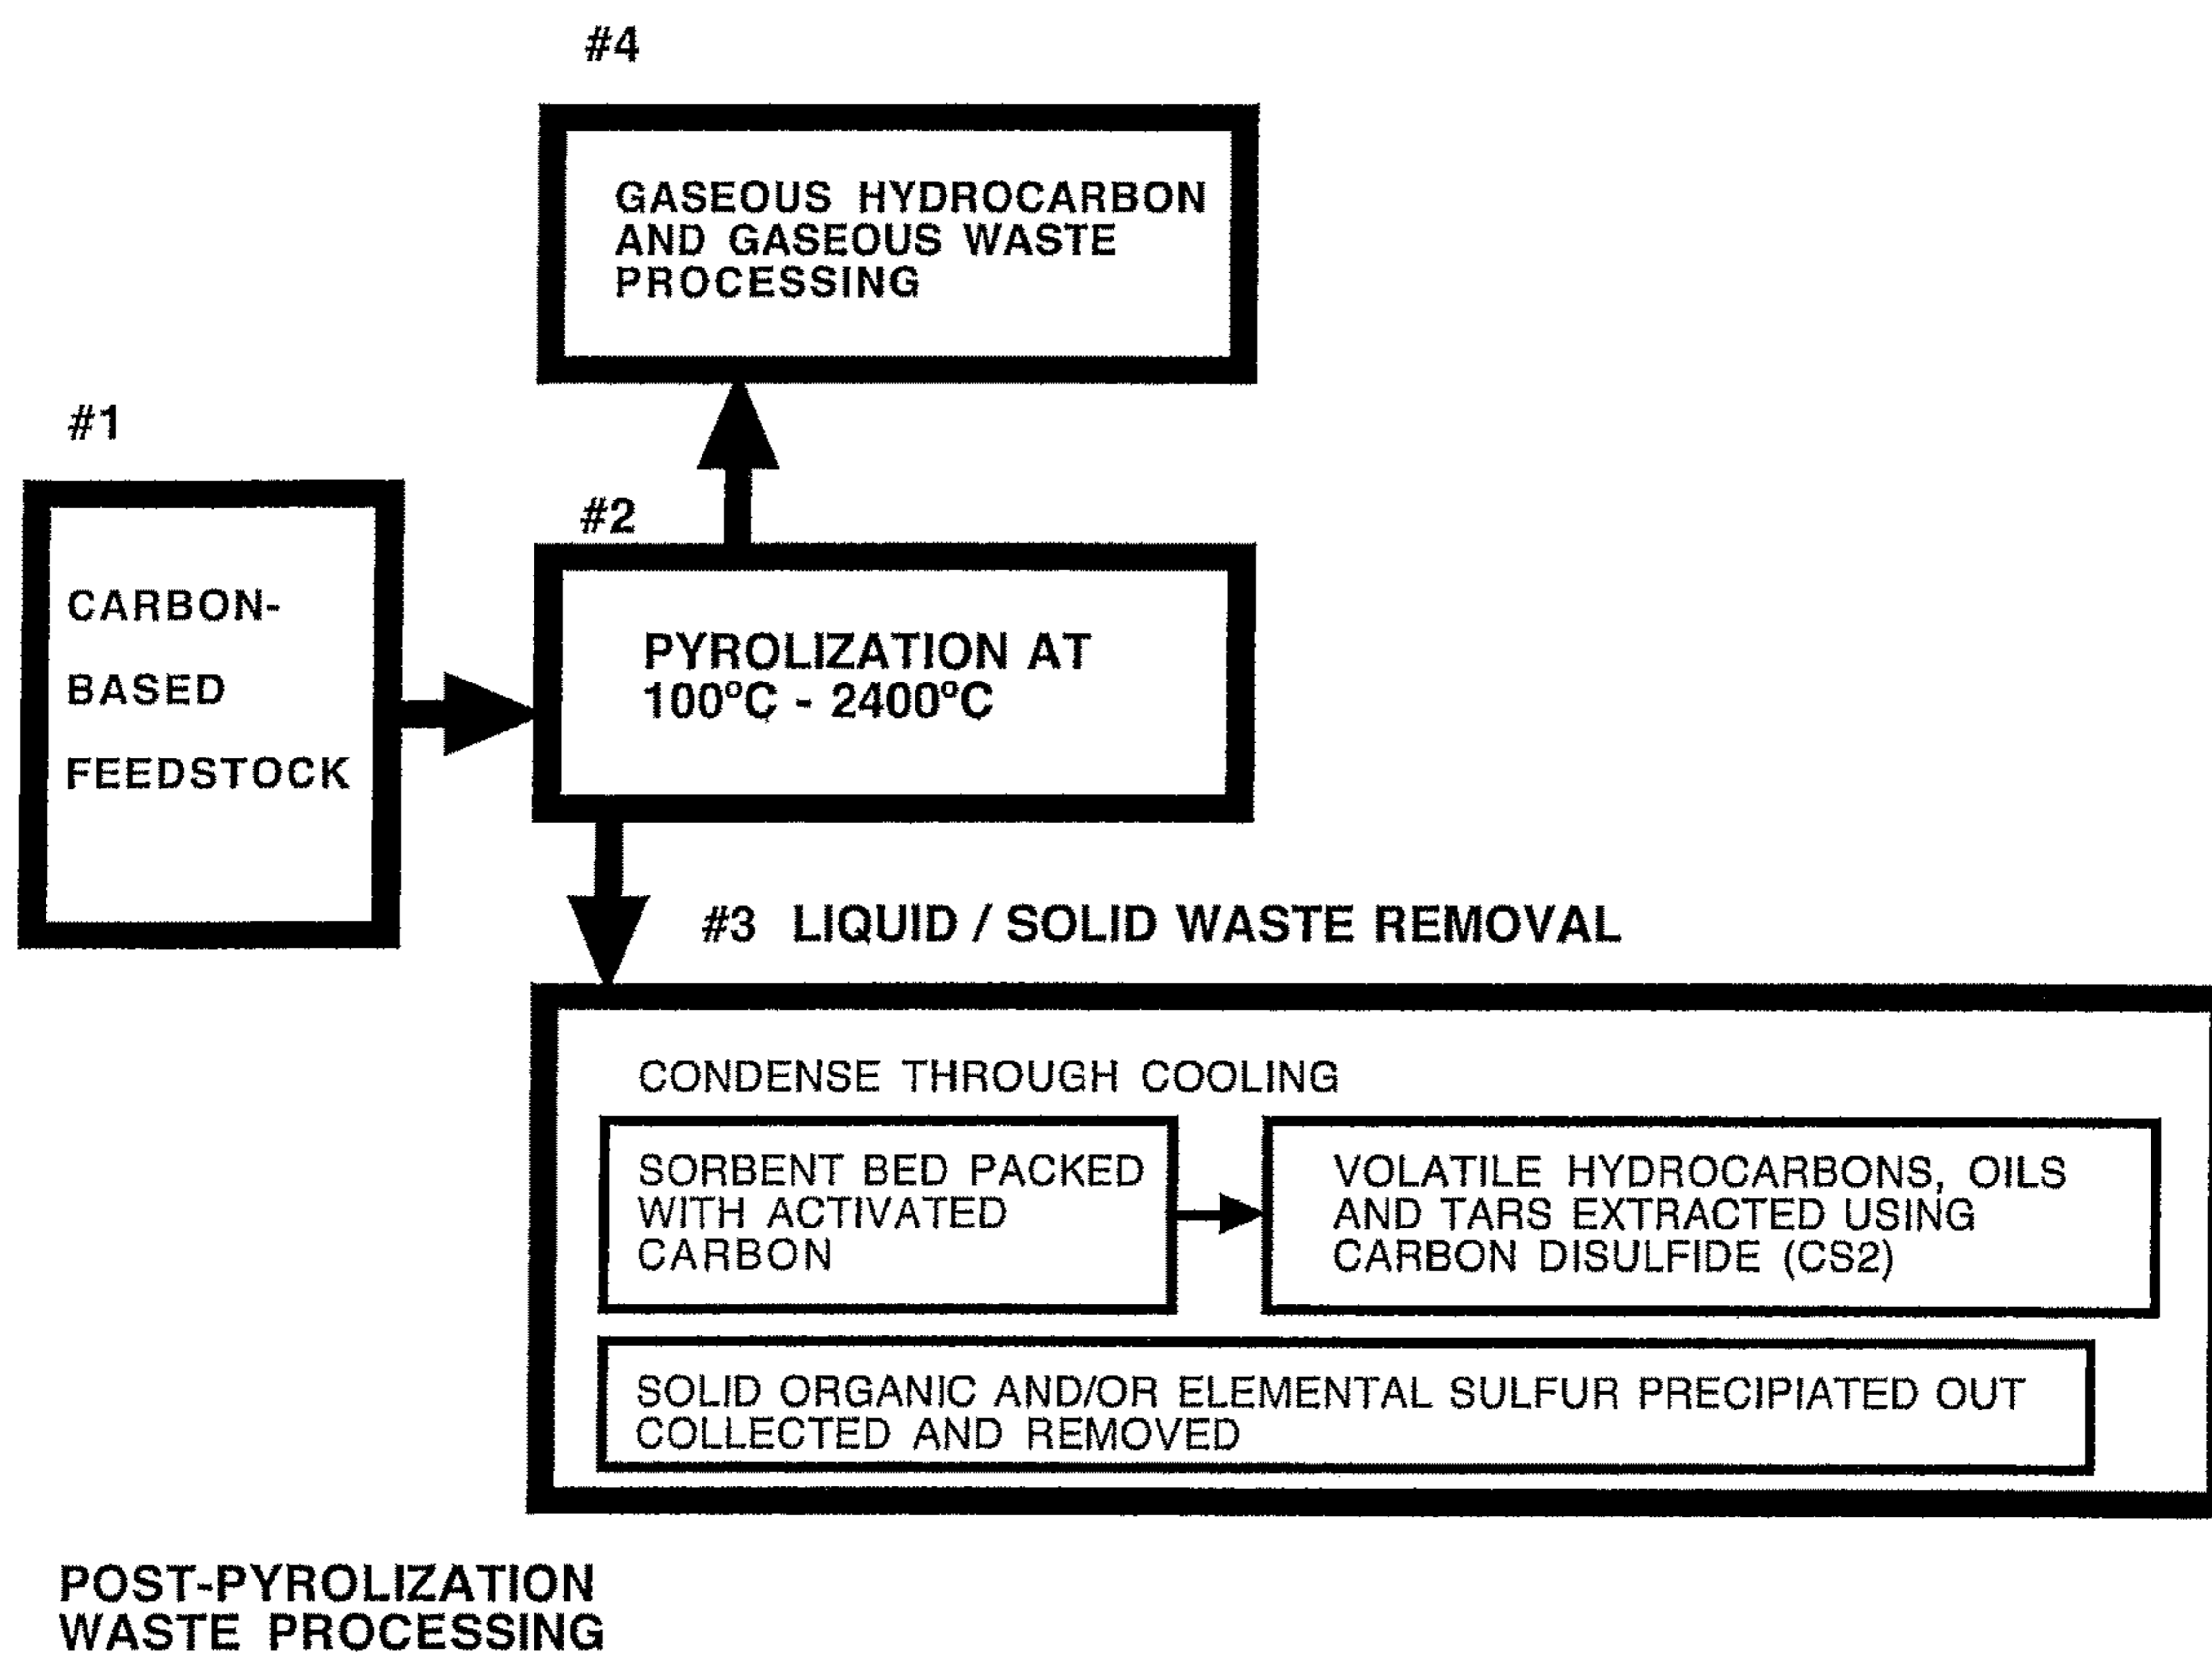 #4
GASEOUS HYDROCARBON
AND GASEOUS WASTE
PROCESSING
#1
CARBON-
BASED
FEEDSTOCK
#2
PYROLIZATION AT
100ºC - 2400ºC
#3 LIQUID / SOLID WASTE REMOVAL
CONDENSE THROUGH COOLING
SORBENT BED PACKED
WITH ACTIVATED
CARBON
VOLATILE HYDROCARBONS, OILS
AND TARS EXTRACTED USING
CARBON DISULFIDE (CS2)
SOLID ORGANIC AND/OR ELEMENTAL SULFUR PRECIPIATED OUT
COLLECTED AND REMOVED
POST-PYROLIZATION
WASTE PROCESSING